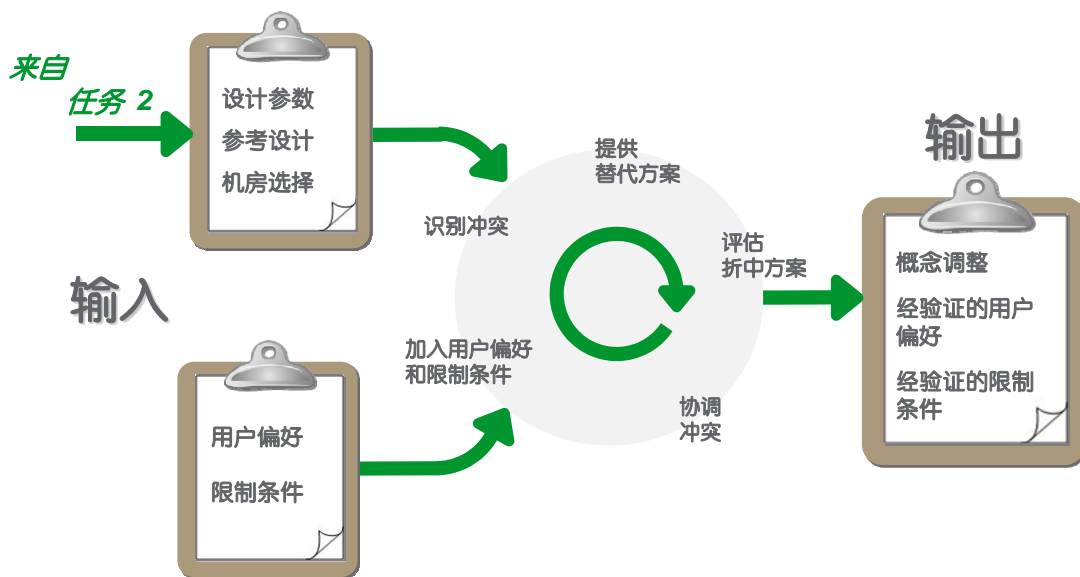 来自
任务 2
设计参数
参考设计
机房选择
输入
用户偏好
限制条件
识别冲突
提供
替代方案
评估
折中方案
协调
冲突
加入用户偏好
和限制条件
输出
概念调整
经验证的用户
偏好
经验证的限制
条件